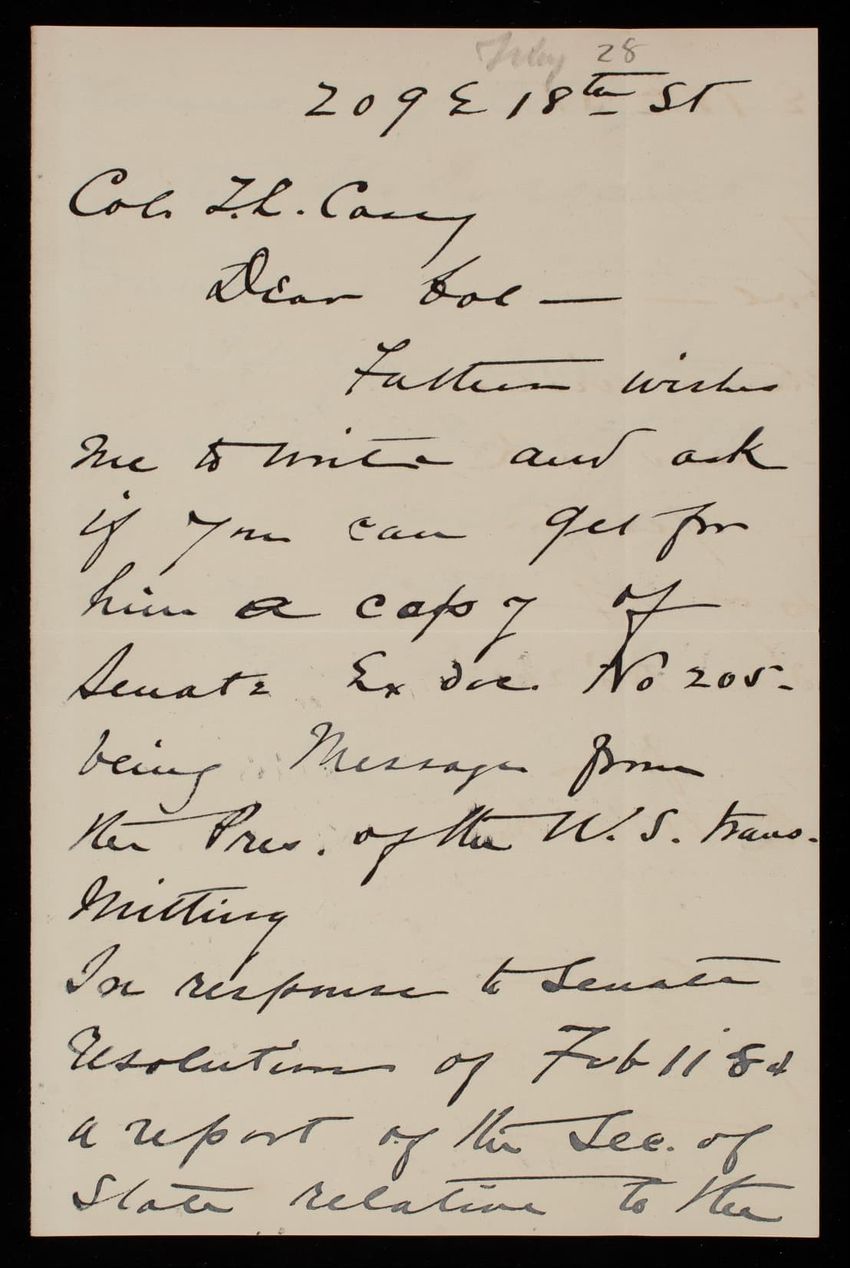 28
209 E 18th St
Col. T.L. Casey
Dear Col —
Father wishes
me to write and ask
if you can get for
him a copy of
Senate Ex Doc. No 205-
being Message from
the Pres. of the U.S. trans-
mitting
In response to Senate
Resolution of Feb 11 '84
a report of the Sec. of
State relative to the